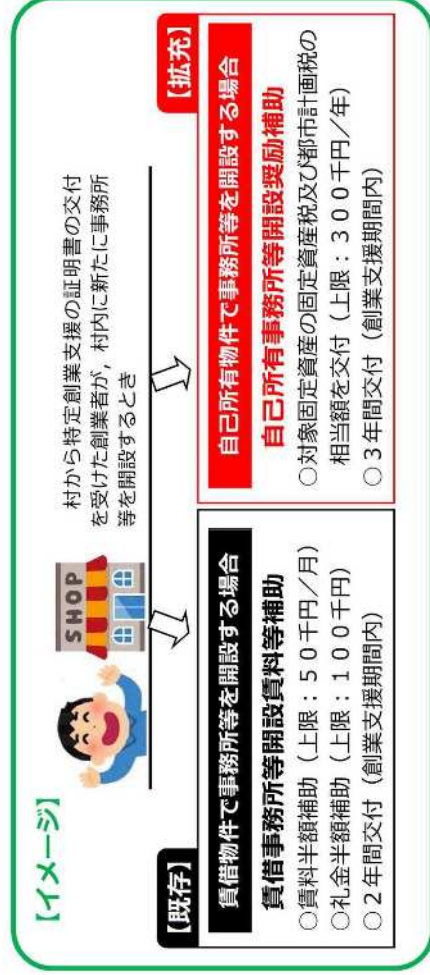 【イメージ】
SHOP
村から特定創業支援の証明書の交付
を受けた創業者が，村内に新たに事務所
等を開設するとき
【既存】
賃借物件で事務所等を開設する場合
賃借事務所等開設賃料等補助
○賃料半額補助（上限：５０千円／月）
○礼金半額補助（上限：１００千円）
○２年間交付（創業支援期間内）
【拡充】
自己所有物件で事務所等を開設する場合
自己所有事務所等開設奨励補助
○対象固定資産の固定資産税及び都市計画税の
相当額を交付（上限：３００千円／年）
○３年間交付（創業支援期間内）